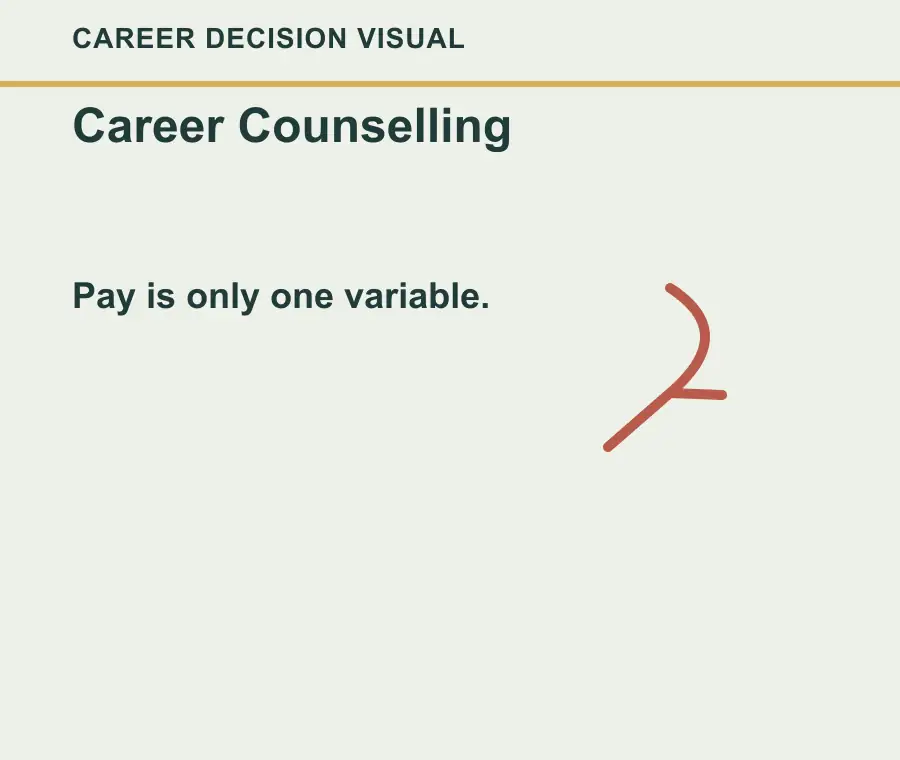 CAREER DECISION VISUAL
Career Counselling
Pay is only one variable.